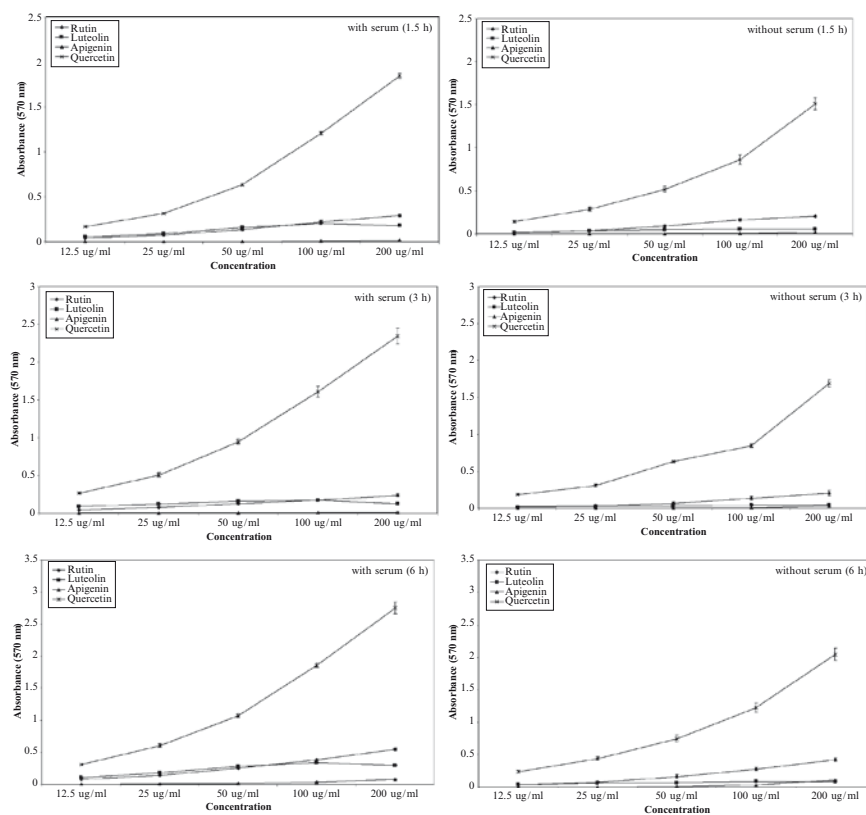 with serum (1.5 h)
Rutin
Luteolin
Apigenin
Quercetin
Absorbance (570 nm)
2.5
2
1.5
1
0.5
0
12.5 ug/ml 25 ug/ml 50 ug/ml 100 ug/ml 200 ug/ml
Concentration
without serum (1.5 h)
Rutin
Luteolin
Apigenin
Quercetin
Absorbance (570 nm)
2.5
2
1.5
1
0.5
0
12.5 ug/ml 25 ug/ml 50 ug/ml 100 ug/ml 200 ug/ml
Concentration
with serum (3 h)
Rutin
Luteolin
Apigenin
Quercetin
Absorbance (570 nm)
3
2.5
2
1.5
1
0.5
0
12.5 ug/ml 25 ug/ml 50 ug/ml 100 ug/ml 200 ug/ml
Concentration
without serum (3 h)
Rutin
Luteolin
Apigenin
Quercetin
Absorbance (570 nm)
3
2.5
2
1.5
1
0.5
0
12.5 ug/ml 25 ug/ml 50 ug/ml 100 ug/ml 200 ug/ml
Concentration
with serum (6 h)
Rutin
Luteolin
Apigenin
Quercetin
Absorbance (570 nm)
3.5
3
2.5
2
1.5
1
0.5
0
12.5 ug/ml 25 ug/ml 50 ug/ml 100 ug/ml 200 ug/ml
Concentration
without serum (6 h)
Rutin
Luteolin
Apigenin
Quercetin
Absorbance (570 nm)
3.5
3
2.5
2
1.5
1
0.5
0
12.5 ug/ml 25 ug/ml 50 ug/ml 100 ug/ml 200 ug/ml
Concentration